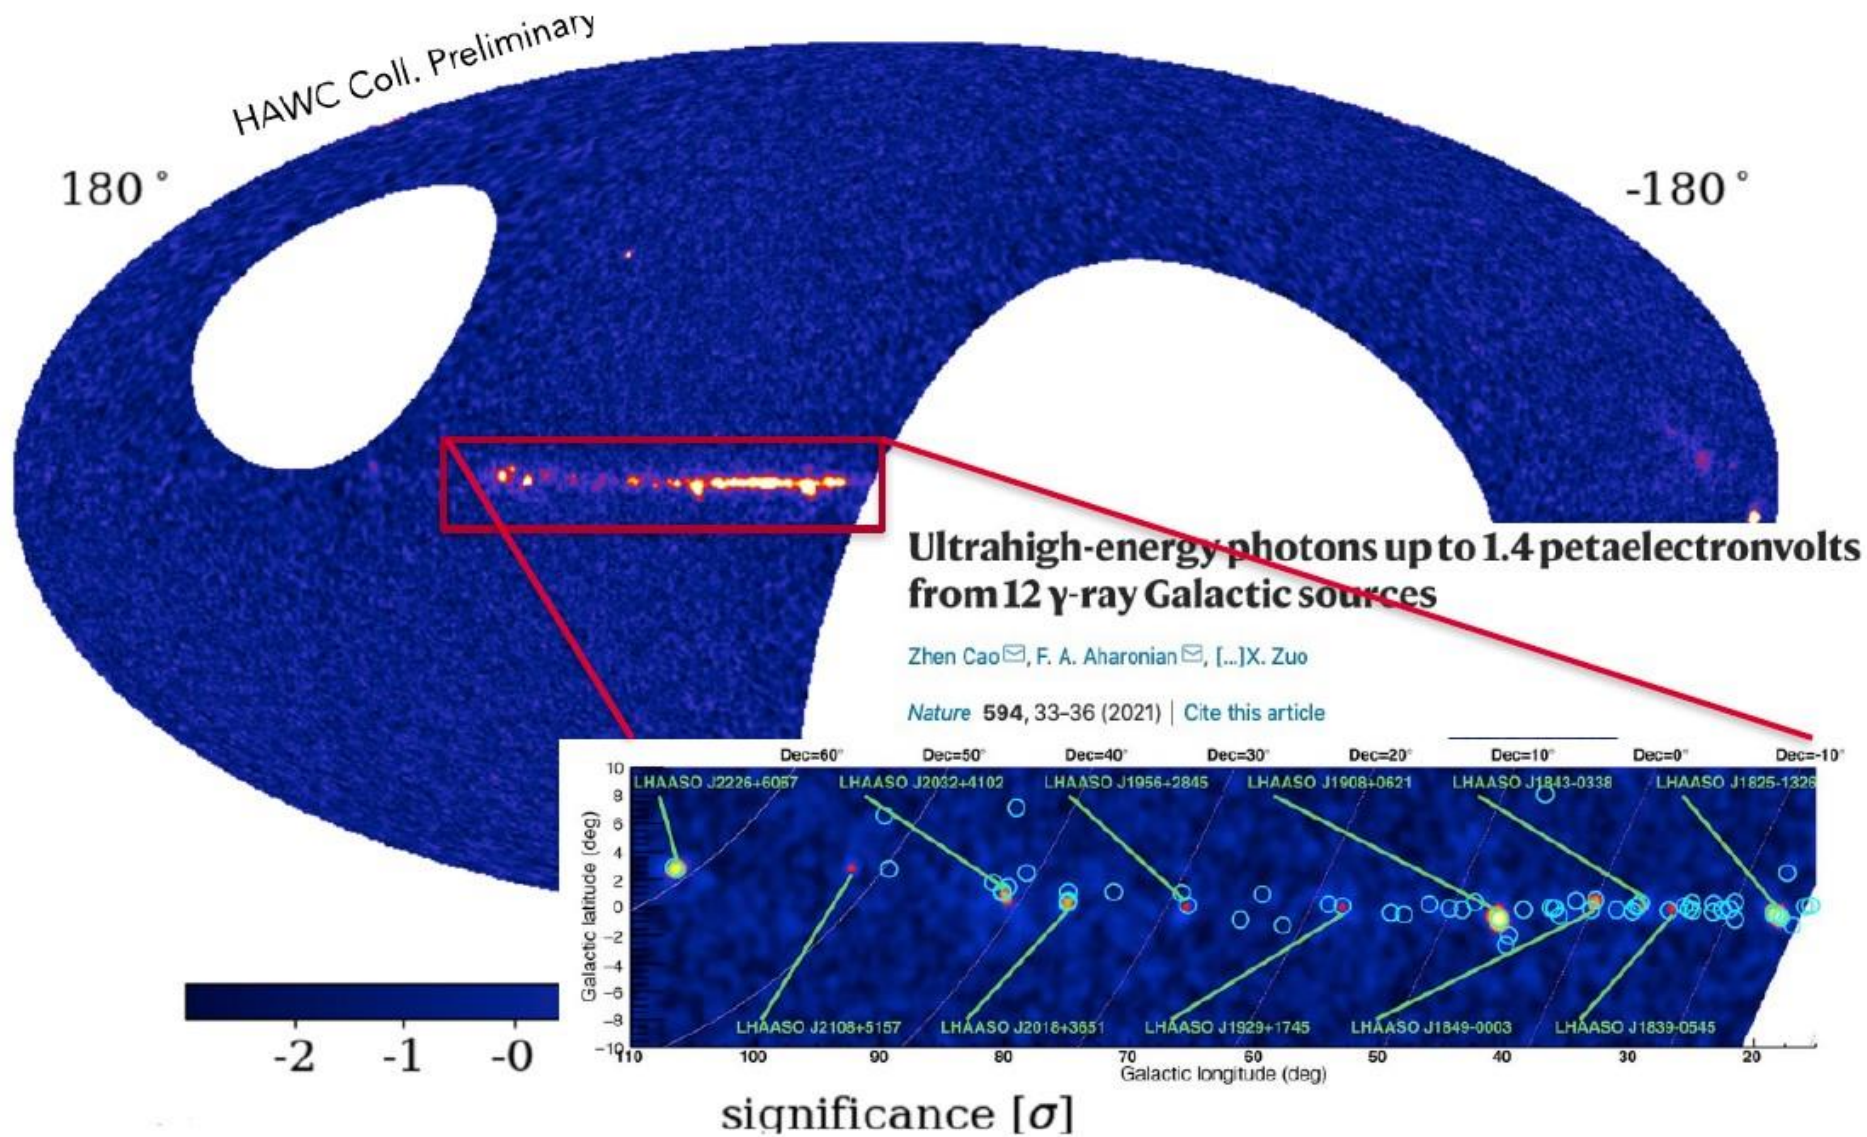 HAWC Coll. Preliminary
180°
-180°
Ultrahigh-energy photons up to 1.4 petaelectronvolts
from 12 γ-ray Galactic sources
Zhen Cao, F. A. Aharonian, [...]X. Zuo
Nature 594, 33–36 (2021) | Cite this article
Dec=60° Dec=50° Dec=40° Dec=30° Dec=20° Dec=10° Dec=0° Dec=-10°
LHAASO J2226+6057 LHAASO J2032+4102 LHAASO J1956+2845 LHAASO J1908+0621 LHAASO J1843-0338 LHAASO J1825-1326
10
8
6
4
2
0
−2
−4
−6
−8
−10
Galactic latitude (deg)
LHAASO J2108+5157 LHAASO J2018+3651 LHAASO J1929+1745 LHAASO J1849-0003 LHAASO J1839-0545
110 100 90 80 70 60 50 40 30 20
Galactic longitude (deg)
-2 -1 -0
significance [σ]